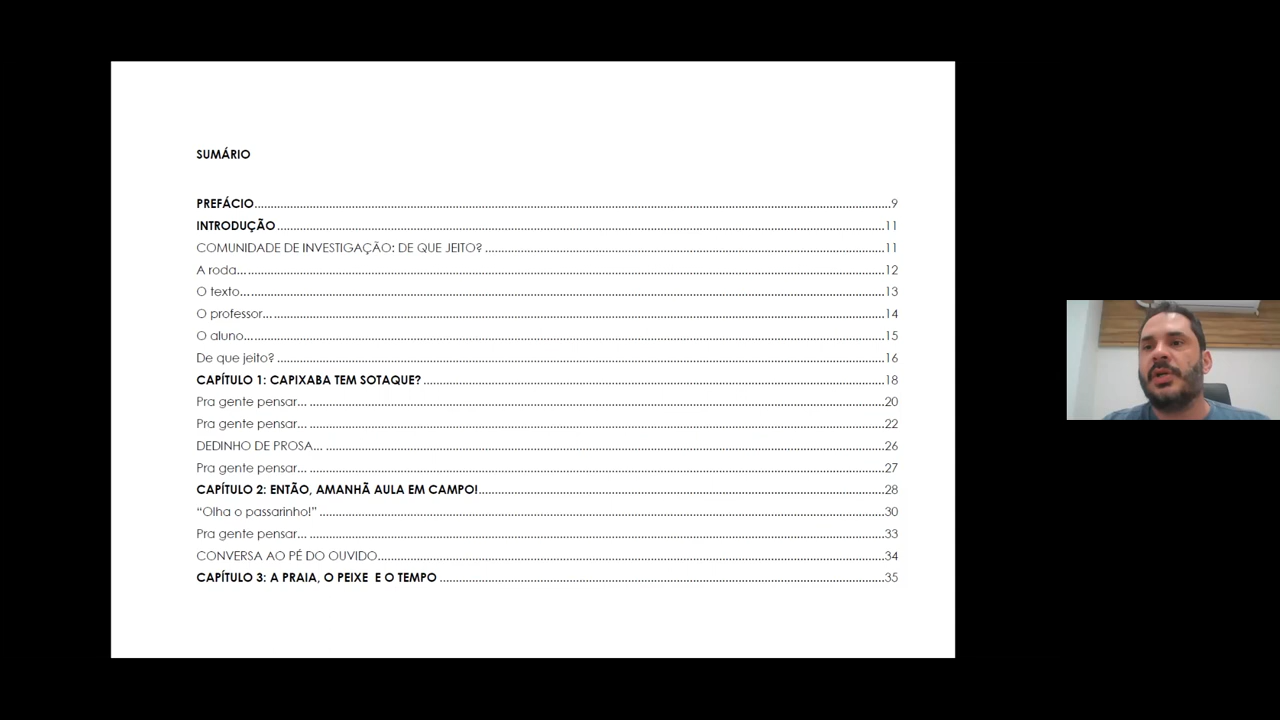 SUMÁRIO
PREFÁCIO 9
INTRODUÇÃO 11
COMUNIDADE DE INVESTIGAÇÃO: DE QUE JEITO? 11
A roda... 12
O texto... 13
O professor... 14
O aluno... 15
De que jeito? 16
CAPÍTULO 1: CAPIXABA TEM SOTAQUE? 18
Pra gente pensar... 20
Pra gente pensar... 22
DEDINHO DE PROSA... 26
Pra gente pensar... 27
CAPÍTULO 2: ENTÃO, AMANHÃ AULA EM CAMPO! 28
“Olha o passarinho!” 30
Pra gente pensar... 33
CONVERSA AO PÉ DO OUVIDO 34
CAPÍTULO 3: A PRAIA, O PEIXE E O TEMPO 35